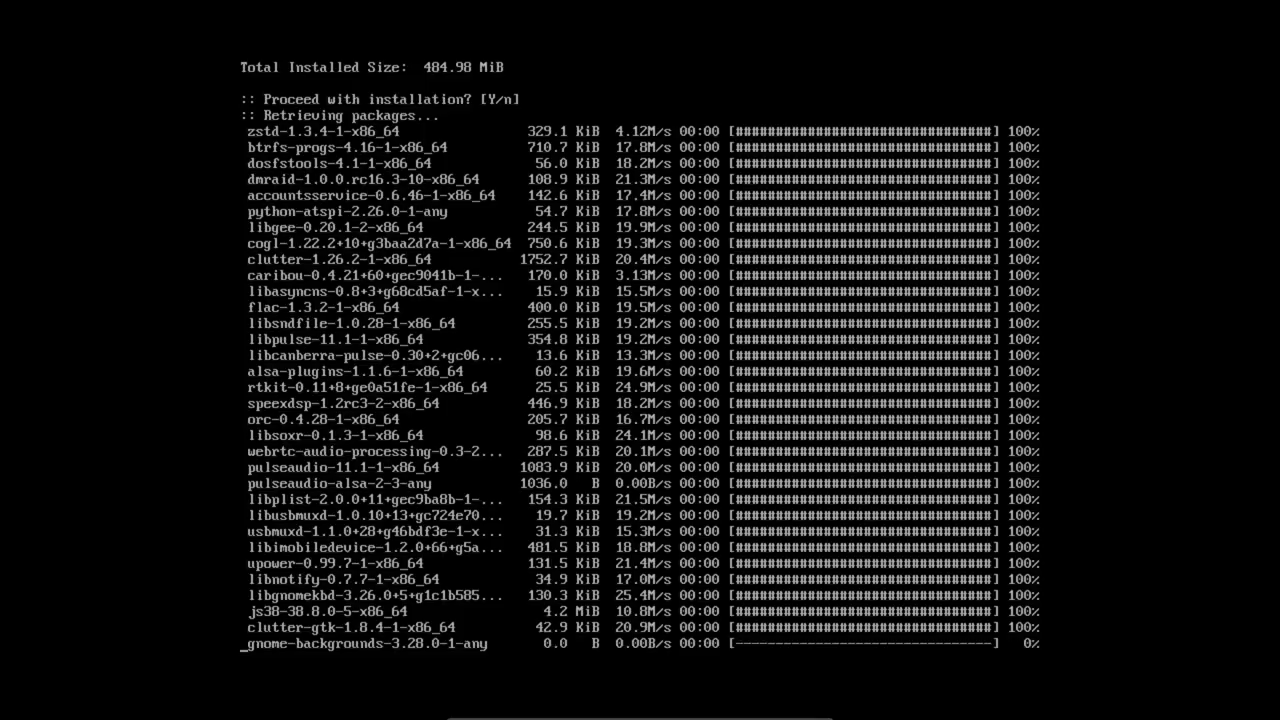 Total Installed Size:  484.98 MiB
:: Proceed with installation? [Y/n]
:: Retrieving packages...
zstd-1.3.4-1-x86_64 329.1 KiB 4.12M/s 00:00 [################################] 100%
btrfs-progs-4.16-1-x86_64 710.7 KiB 17.8M/s 00:00 [################################] 100%
dosfstools-4.1-1-x86_64 56.0 KiB 18.2M/s 00:00 [################################] 100%
dmraid-1.0.0.rc16.3-10-x86_64 108.9 KiB 21.3M/s 00:00 [################################] 100%
accountsservice-0.6.46-1-x86_64 142.6 KiB 17.4M/s 00:00 [################################] 100%
python-atspi-2.26.0-1-any 54.7 KiB 17.8M/s 00:00 [################################] 100%
libgee-0.20.1-2-x86_64 244.5 KiB 19.9M/s 00:00 [################################] 100%
cogl-1.22.2+10+g3baa2d7a-1-x86_64 750.6 KiB 19.3M/s 00:00 [################################] 100%
clutter-1.26.2-1-x86_64 1752.7 KiB 20.4M/s 00:00 [################################] 100%
caribou-0.4.21+60+gec9041b-1-... 170.0 KiB 3.13M/s 00:00 [################################] 100%
libasyncns-0.8+3+g68cd5af-1-x... 15.9 KiB 15.5M/s 00:00 [################################] 100%
flac-1.3.2-1-x86_64 400.0 KiB 19.5M/s 00:00 [################################] 100%
libsndfile-1.0.28-1-x86_64 255.5 KiB 19.2M/s 00:00 [################################] 100%
libpulse-11.1-1-x86_64 354.8 KiB 19.2M/s 00:00 [################################] 100%
libcanberra-pulse-0.30+2+gc06... 13.6 KiB 13.3M/s 00:00 [################################] 100%
alsa-plugins-1.1.6-1-x86_64 60.2 KiB 19.6M/s 00:00 [################################] 100%
rtkit-0.11+8+ge0a51fe-1-x86_64 25.5 KiB 24.9M/s 00:00 [################################] 100%
speexdsp-1.2rc3-2-x86_64 446.9 KiB 18.2M/s 00:00 [################################] 100%
orc-0.4.28-1-x86_64 205.7 KiB 16.7M/s 00:00 [################################] 100%
libsoxr-0.1.3-1-x86_64 98.6 KiB 24.1M/s 00:00 [################################] 100%
webrtc-audio-processing-0.3-2... 287.5 KiB 20.1M/s 00:00 [################################] 100%
pulseaudio-11.1-1-x86_64 1083.9 KiB 20.0M/s 00:00 [################################] 100%
pulseaudio-alsa-2-3-any 1036.0 B 0.00B/s 00:00 [################################] 100%
libplist-2.0.0+11+gec9ba8b-1-... 154.3 KiB 21.5M/s 00:00 [################################] 100%
libusbmuxd-1.0.10+13+gc724e70... 19.7 KiB 19.2M/s 00:00 [################################] 100%
usbmuxd-1.1.0+28+g46bdf3e-1-x... 31.3 KiB 15.3M/s 00:00 [################################] 100%
libimobiledevice-1.2.0+66+g5a... 481.5 KiB 18.8M/s 00:00 [################################] 100%
upower-0.99.7-1-x86_64 131.5 KiB 21.4M/s 00:00 [################################] 100%
libnotify-0.7.7-1-x86_64 34.9 KiB 17.0M/s 00:00 [################################] 100%
libgnomekbd-3.26.0+5+g1c1b585... 130.3 KiB 25.4M/s 00:00 [################################] 100%
js38-38.8.0-5-x86_64 4.2 MiB 10.8M/s 00:00 [################################] 100%
clutter-gtk-1.8.4-1-x86_64 42.9 KiB 20.9M/s 00:00 [################################] 100%
_gnome-backgrounds-3.28.0-1-any 0.0 B 0.00B/s 00:00 [--------------------------------] 0%